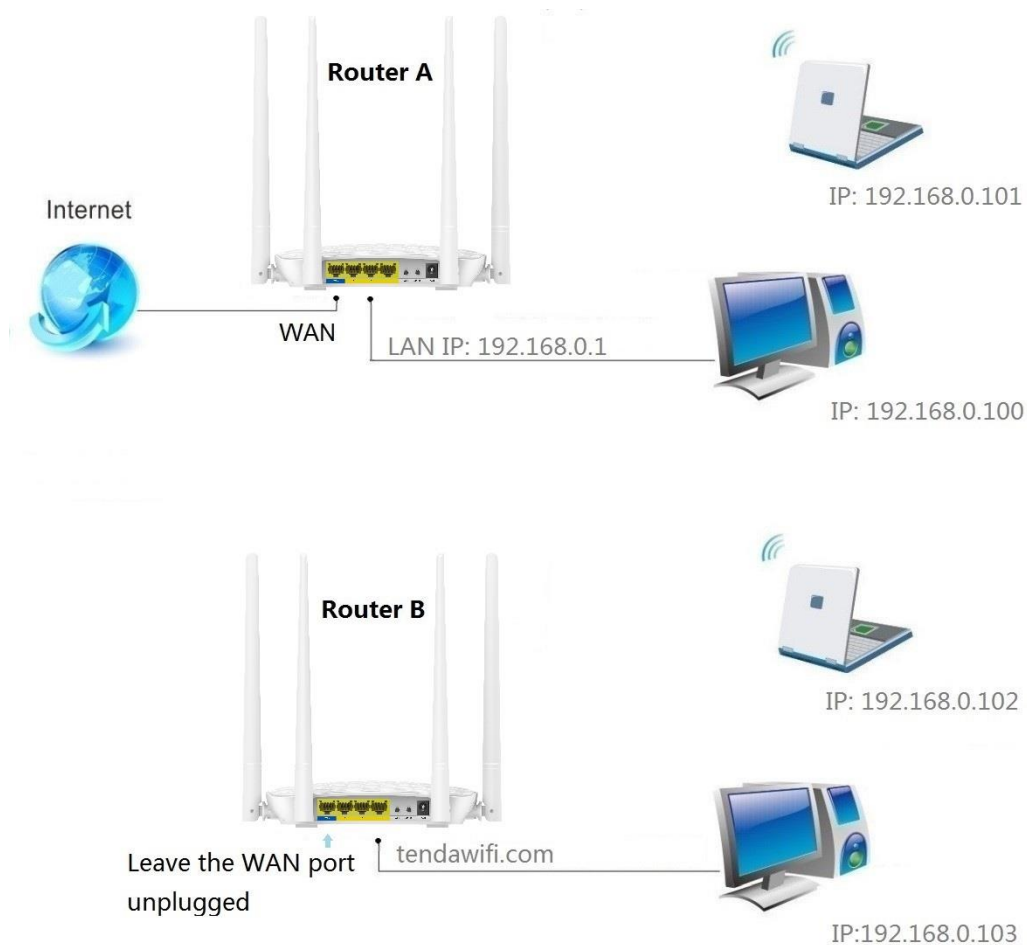 Router A
IP: 192.168.0.101
Internet
WAN
LAN IP: 192.168.0.1
IP: 192.168.0.100
Router B
IP: 192.168.0.102
Leave the WAN port
unplugged
tendawifi.com
IP:192.168.0.103